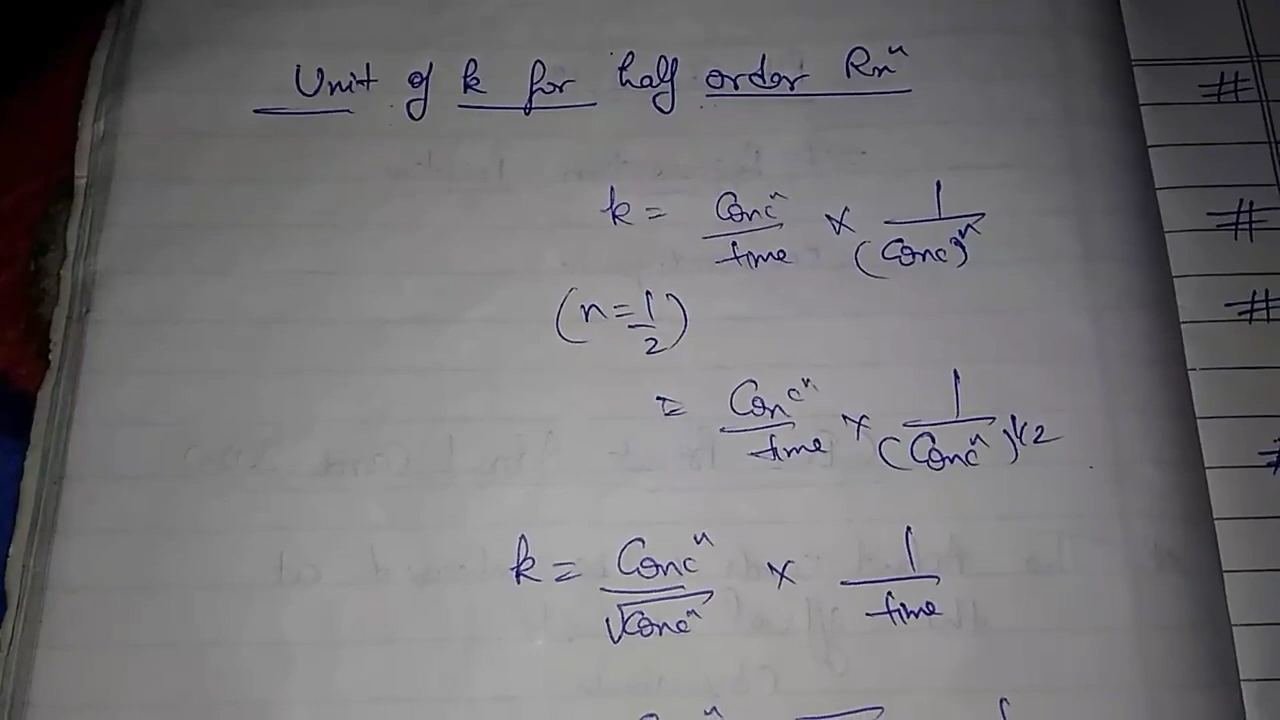 Unit of k for half order Rxⁿ
#
k = Concⁿ/time × 1/(Conc)ⁿ
#
(n = 1/2)
#
= Concⁿ/time × 1/(Concⁿ)^1/2
k = Concⁿ/√Concⁿ × 1/time